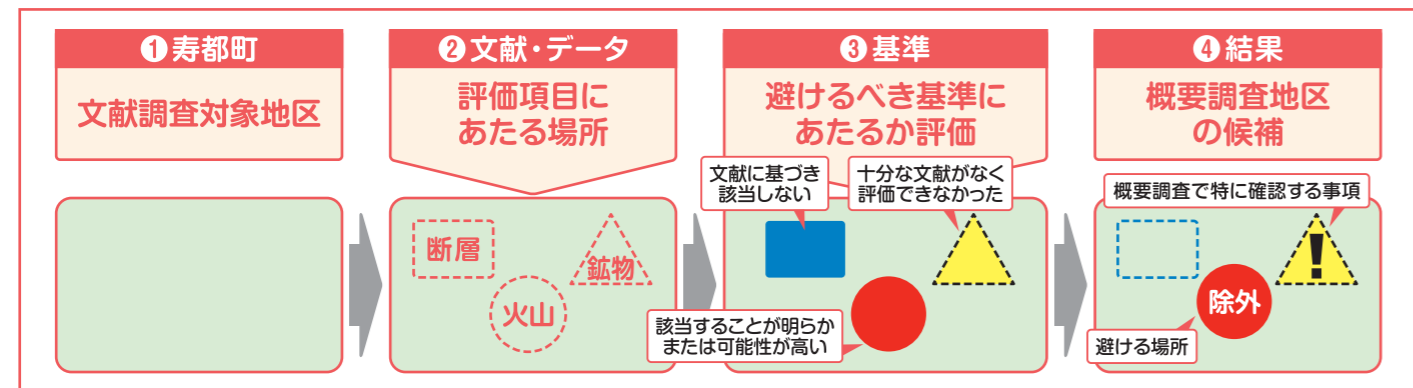 ❶寿都町
文献調査対象地区
❷文献・データ
評価項目に
あたる場所
断層
鉱物
火山
❸基準
避けるべき基準に
あたるか評価
文献に基づき
該当しない
十分な文献がなく
評価できなかった
該当することが明らか
または可能性が高い
❹結果
概要調査地区
の候補
概要調査で特に確認する事項
!
除外
避ける場所